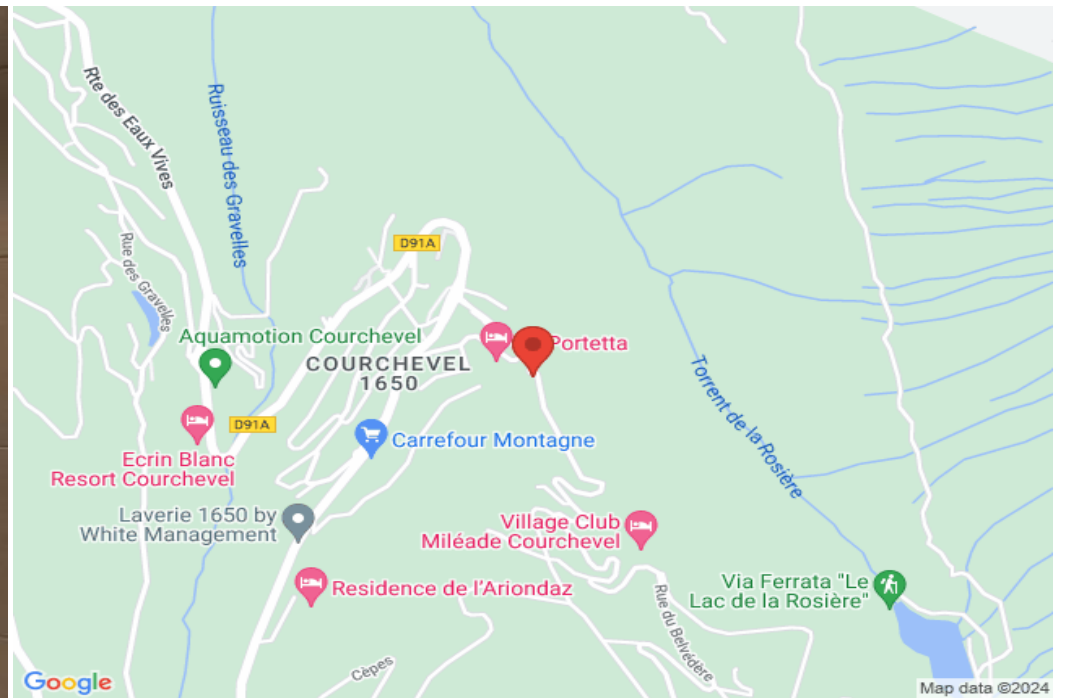 Rte des Eaux Vives
Ruisseau des Gravelles
D91A
Rue des Gravelles
Aquamotion Courchevel
COURCHEVEL
1650
Portetta
D91A
Carrefour Montagne
Ecrin Blanc
Resort Courchevel
Torrent de la Rosière
Laverie 1650 by
White Management
Village Club
Miléade Courchevel
Residence de l'Ariondaz
Via Ferrata "Le
Lac de la Rosière"
Rue du Belvédère
Cèpes
Google
Map data ©2024